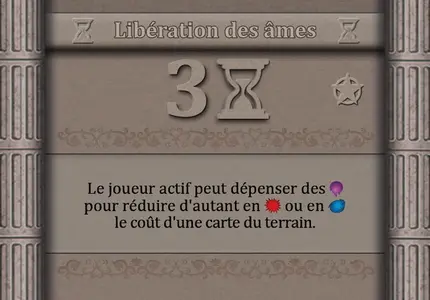 Libération des âmes
3
Le joueur actif peut dépenser des
pour réduire d'autant en ou en
le coût d'une carte du terrain.